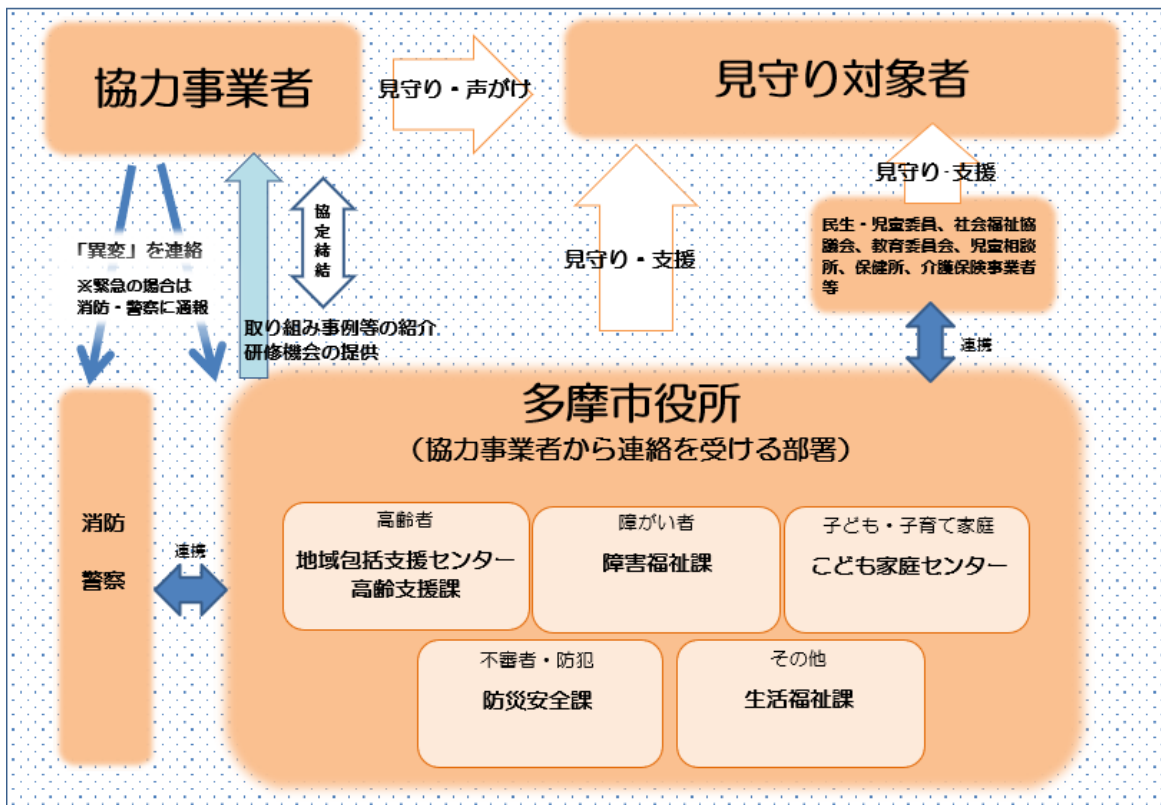 協力事業者
見守り・声がけ
見守り対象者
「異変」を連絡
※緊急の場合は
消防・警察に通報
協定締結
取り組み事例等の紹介
研修機会の提供
見守り・支援
見守り・支援
民生・児童委員、社会福祉協
議会、教育委員会、児童相談
所、保健所、介護保険事業者
等
連携
消防
警察
連携
多摩市役所
（協力事業者から連絡を受ける部署）
高齢者
地域包括支援センター
高齢支援課
障がい者
障害福祉課
子ども・子育て家庭
こども家庭センター
不審者・防犯
防災安全課
その他
生活福祉課